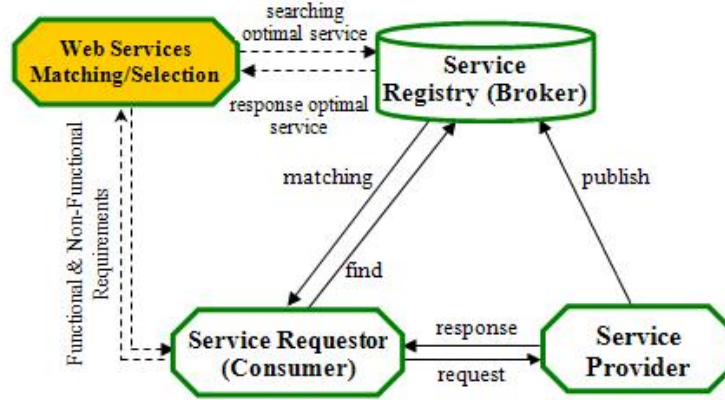 searching
optimal service
Web Services
Matching/Selection
Service
Registry (Broker)
response optimal
service
matching
publish
find
Functional & Non-Functional
Requirements
Service Requestor
(Consumer)
response
request
Service
Provider